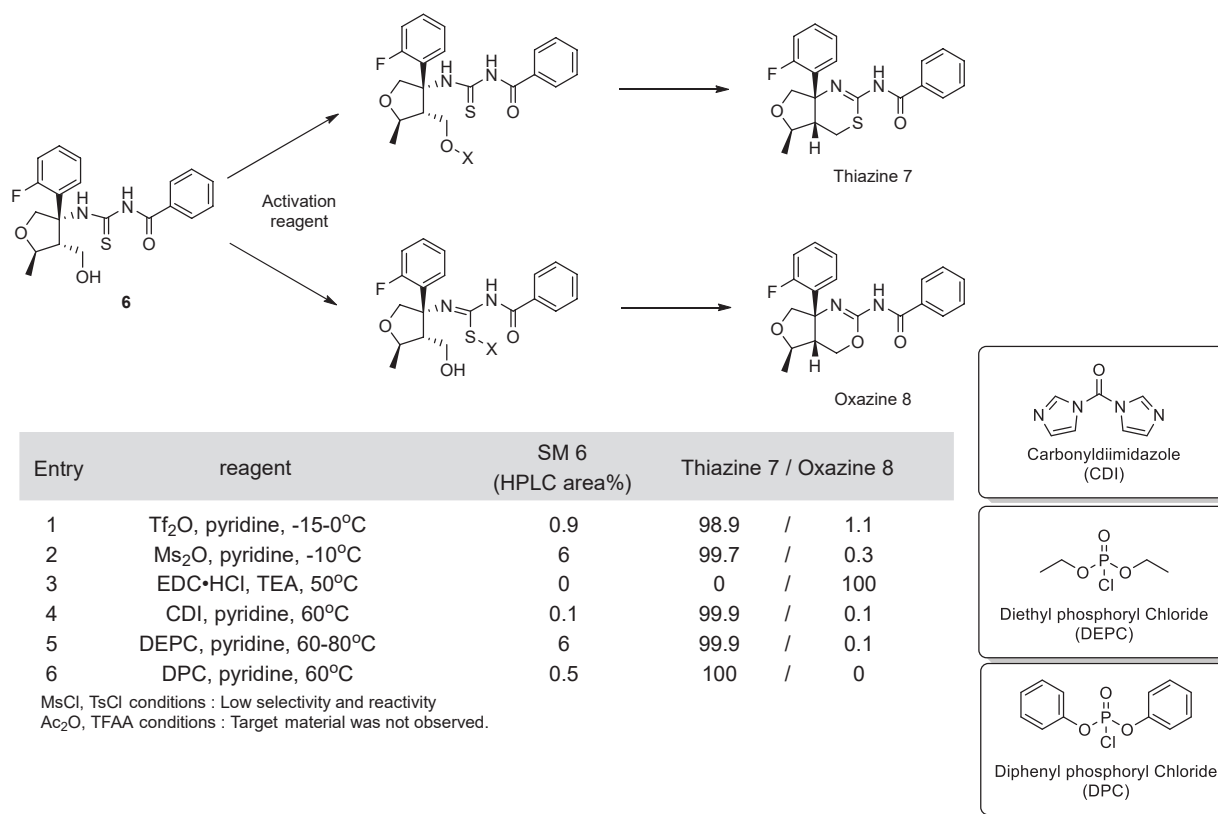 F
H
N
H
N
S
O
O
O
X
F
N
H
N
O
S
O
H
Thiazine 7
F
H
N
H
N
S
O
O
OH
6
Activation
reagent
F
N
H
N
S
X
O
O
OH
F
N
H
N
O
O
O
H
Oxazine 8
Entry reagent SM 6 (HPLC area%) Thiazine 7 / Oxazine 8
1 Tf2O, pyridine, -15-0°C 0.9 98.9 / 1.1
2 Ms2O, pyridine, -10°C 6 99.7 / 0.3
3 EDC•HCl, TEA, 50°C 0 0 / 100
4 CDI, pyridine, 60°C 0.1 99.9 / 0.1
5 DEPC, pyridine, 60-80°C 6 99.9 / 0.1
6 DPC, pyridine, 60°C 0.5 100 / 0
MsCl, TsCl conditions : Low selectivity and reactivity
Ac2O, TFAA conditions : Target material was not observed.
O
N N N N
Carbonyldiimidazole
(CDI)
O
O P O
Cl
Diethyl phosphoryl Chloride
(DEPC)
O
O P O
Cl
Diphenyl phosphoryl Chloride
(DPC)